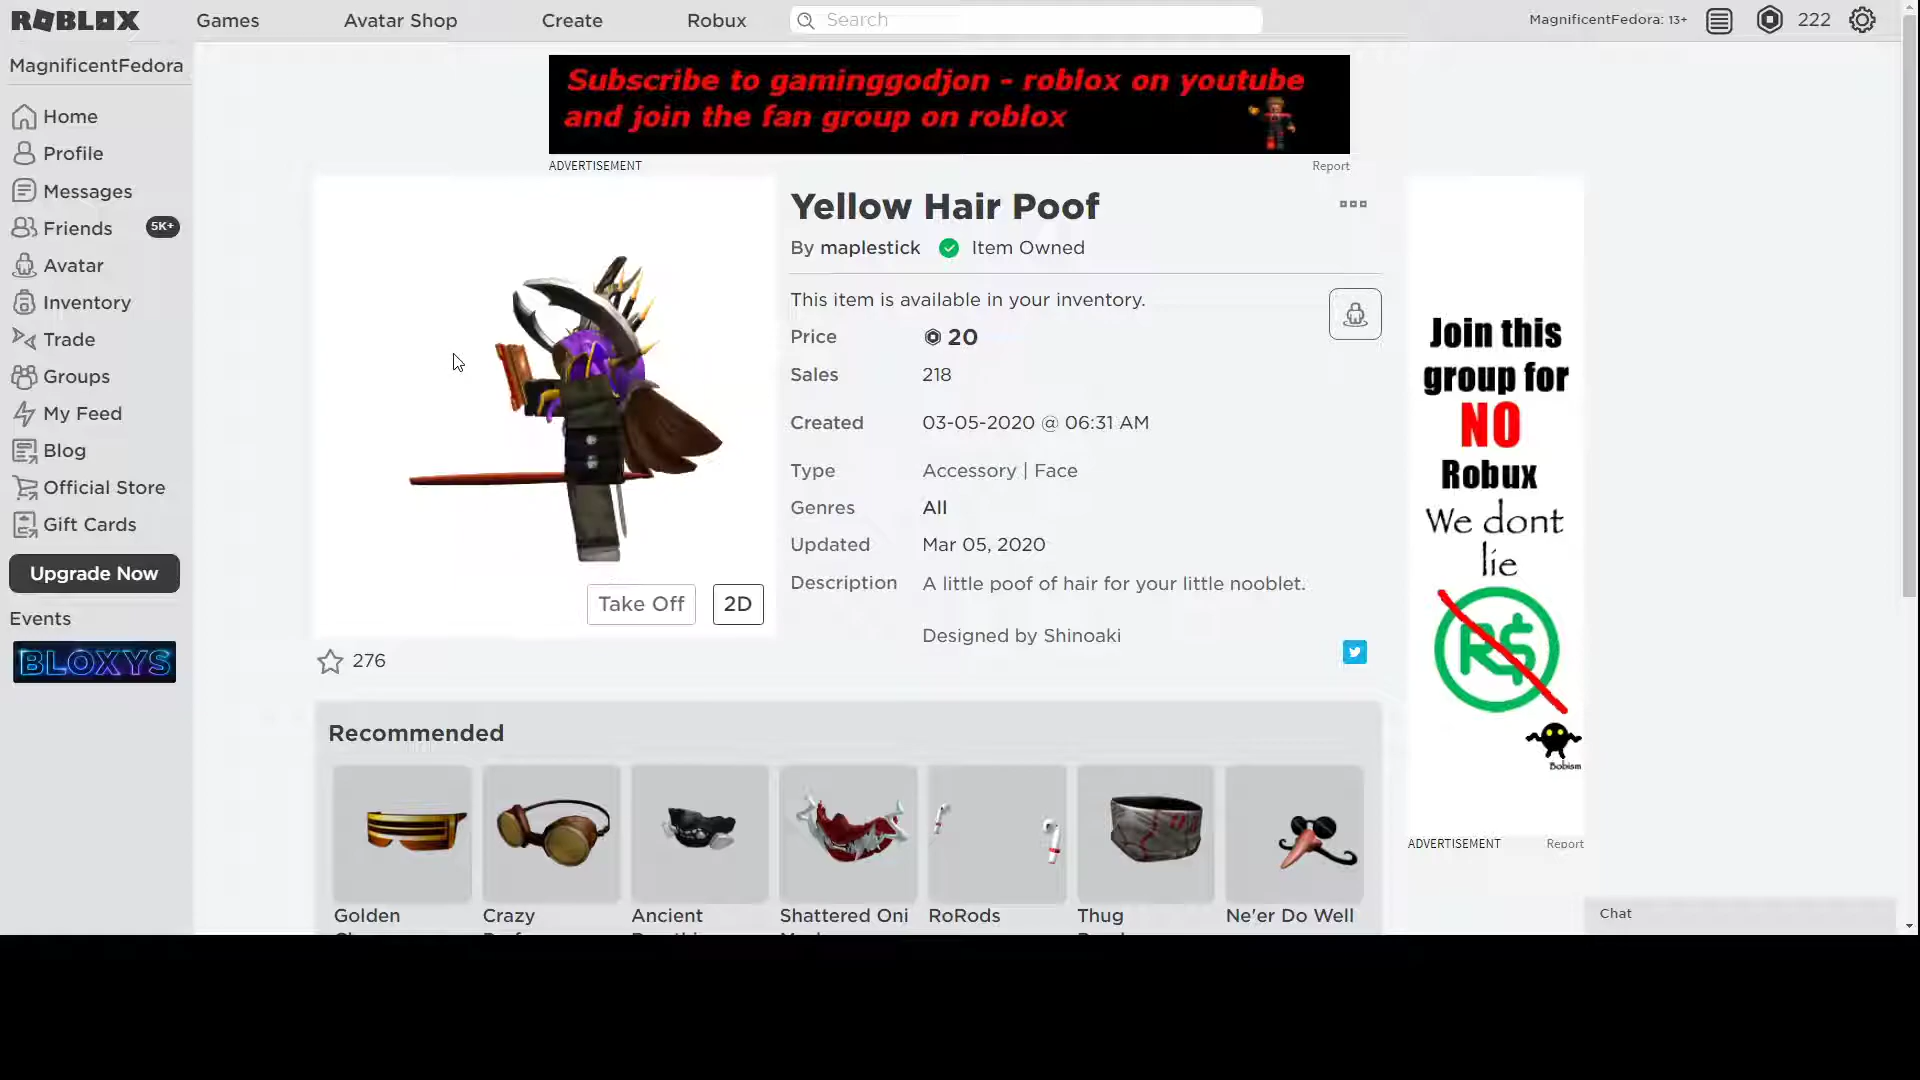 ROBLOX
Games
Avatar Shop
Create
Robux
Search
MagnificentFedora: 13+
222
MagnificentFedora
Home
Profile
Messages
Friends
5K+
Avatar
Inventory
Trade
Groups
My Feed
Blog
Official Store
Gift Cards
Upgrade Now
Events
BLOXYS
Subscribe to gaminggodjon - roblox on youtube
and join the fan group on roblox
ADVERTISEMENT
Report
Yellow Hair Poof
By maplestick
Item Owned
This item is available in your inventory.
Price
20
Sales
218
Created
03-05-2020 @ 06:31 AM
Type
Accessory | Face
Genres
All
Updated
Mar 05, 2020
Description
A little poof of hair for your little nooblet.
Designed by Shinoaki
Take Off
2D
276
Recommended
Golden
Crazy
Ancient
Shattered Oni
RoRods
Thug
Ne'er Do Well
Join this
group for
NO
Robux
We dont
lie
R$
Bobism
ADVERTISEMENT
Report
Chat